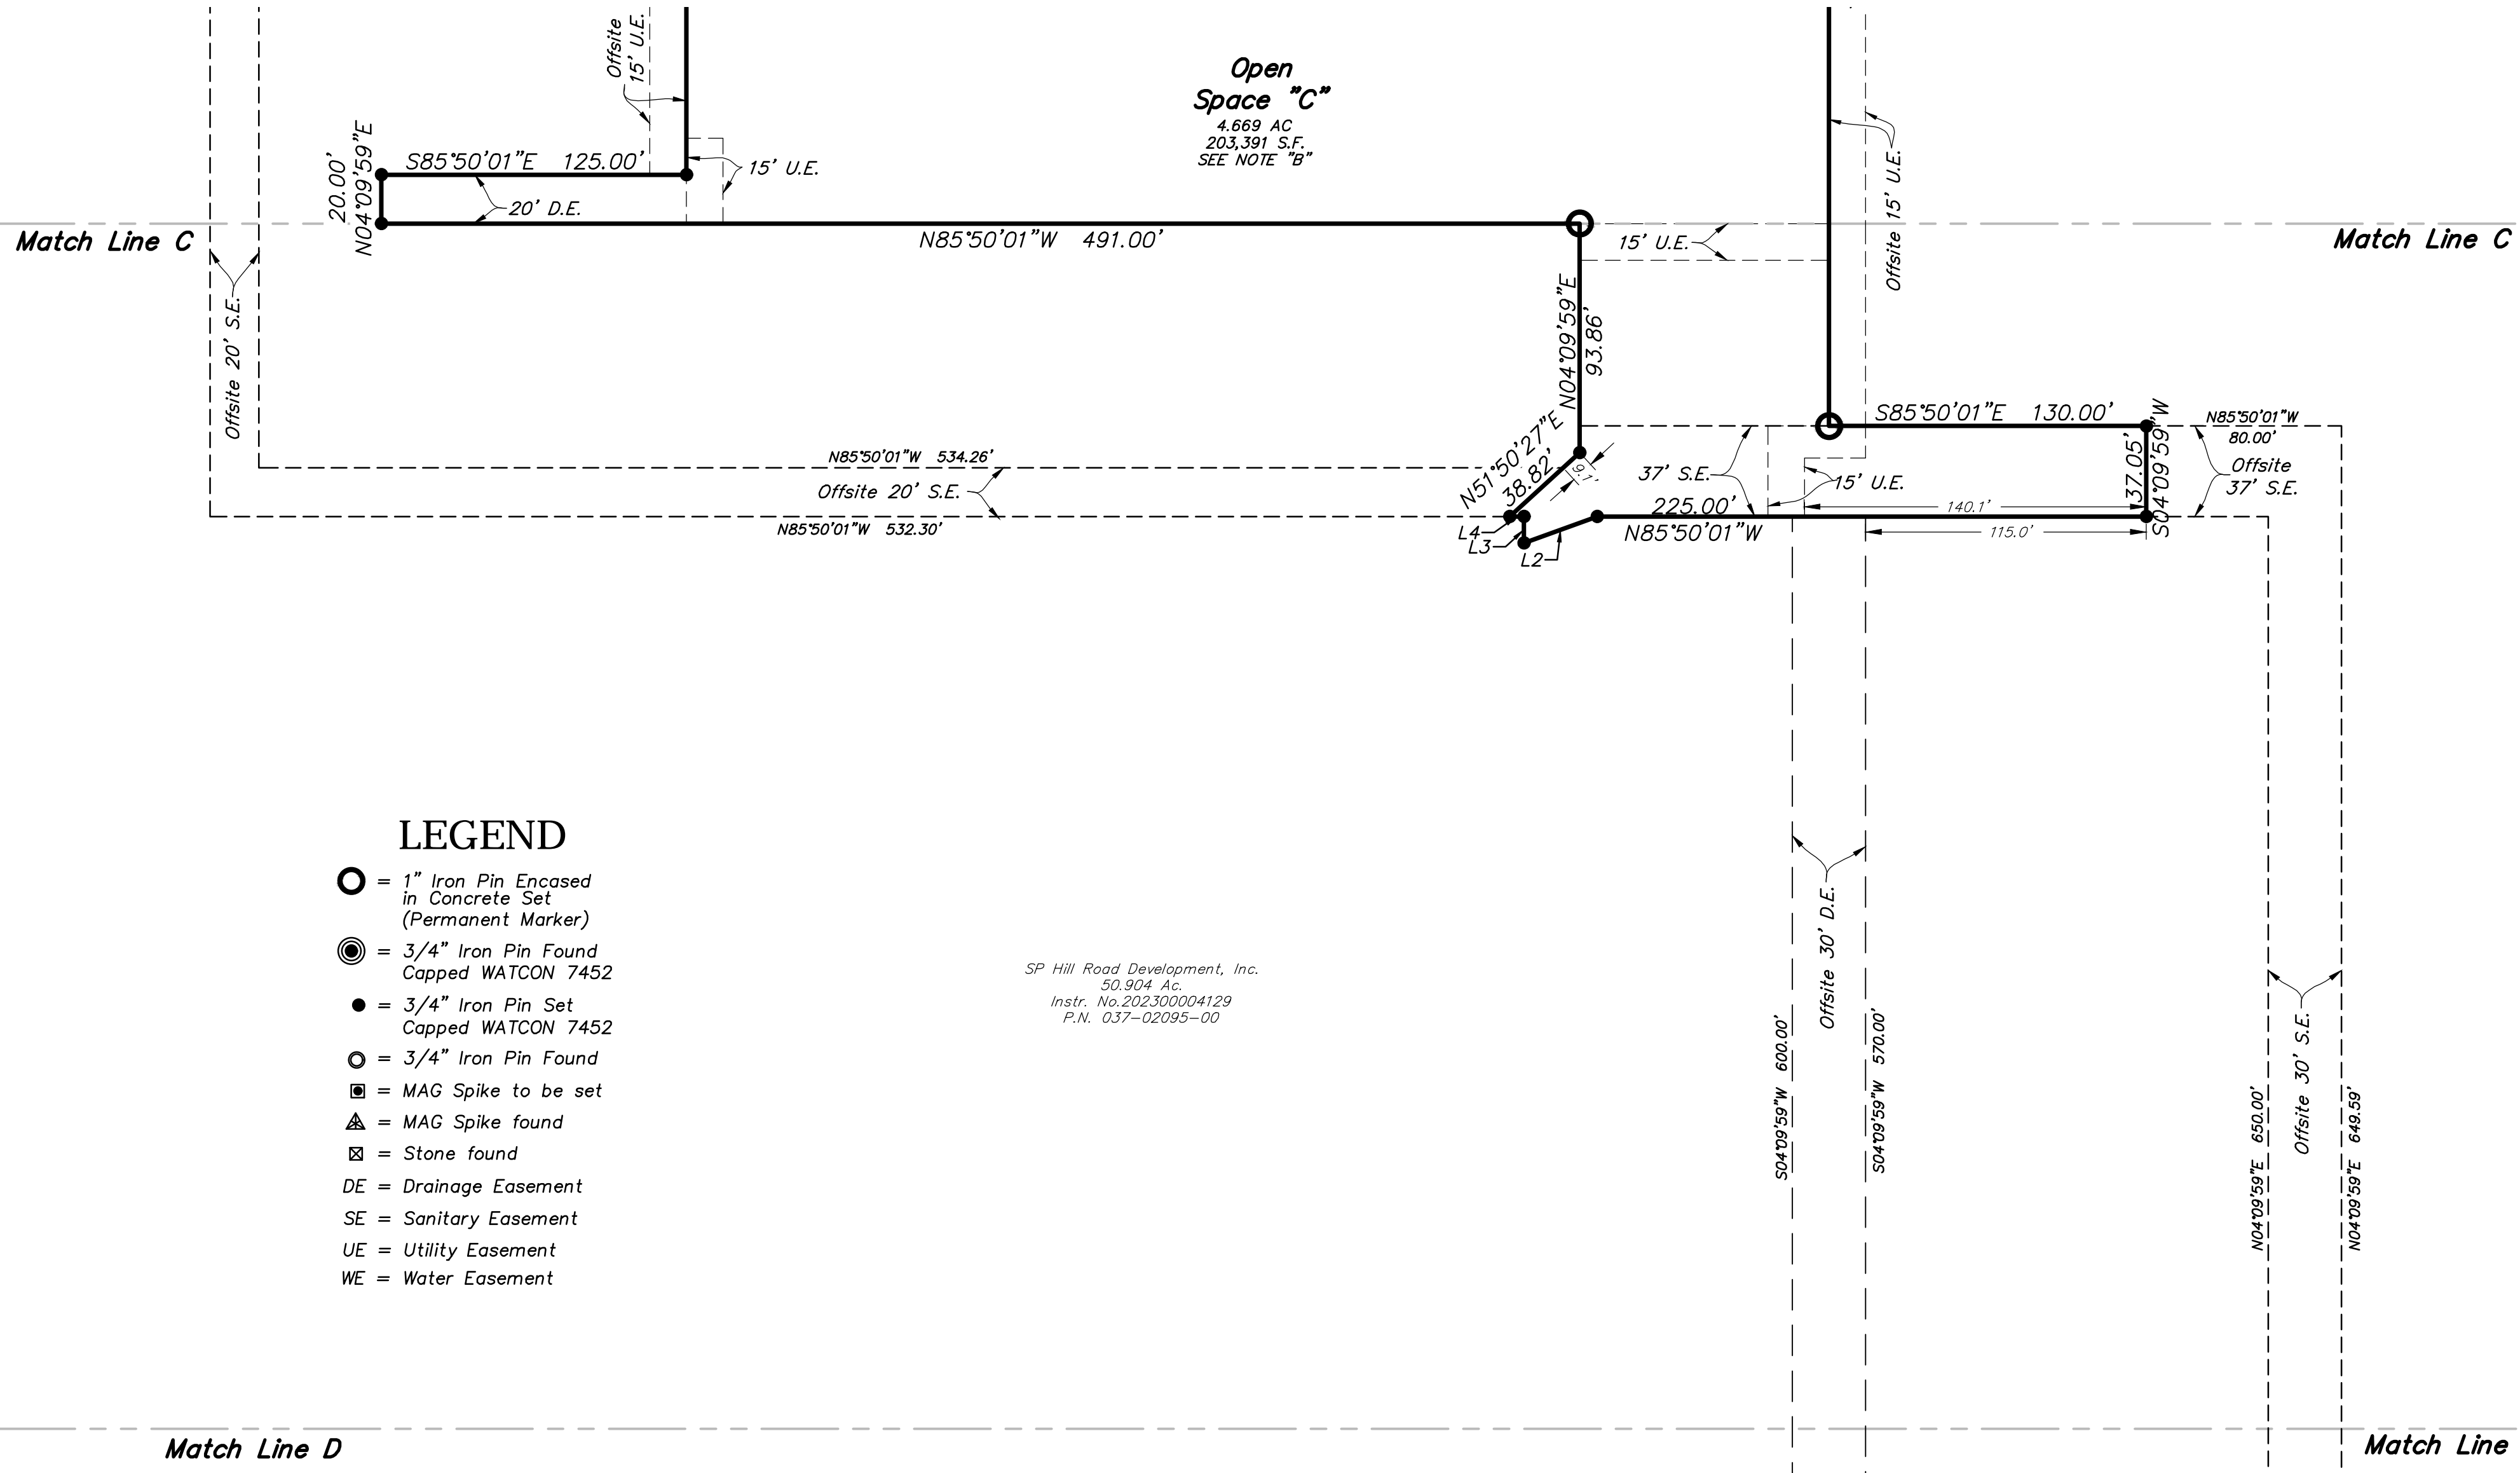 Offsite
15' U.E.
Open
Space "C"
4.669 AC
203,391 S.F.
SEE NOTE "B"
Offsite 15' U.E.
20.00'
N04°09'59"E
S85°50'01"E 125.00'
15' U.E.
20' D.E.
Match Line C
N85°50'01"W 491.00'
15' U.E.
Match Line C
Offsite 20' S.E.
N04°09'59"E
93.86'
S85°50'01"E 130.00'
N85°50'01"W
80.00'
N85°50'01"W 534.26'
N51°50'27"E
38.82'
9.1'
37' S.E.
15' U.E.
37.05'
S04°09'59"W
Offsite
37' S.E.
Offsite 20' S.E.
225.00'
140.1'
N85°50'01"W 532.30'
L4
L3
L2
N85°50'01"W
115.0'
LEGEND
= 1" Iron Pin Encased
in Concrete Set
(Permanent Marker)
= 3/4" Iron Pin Found
Capped WATCON 7452
= 3/4" Iron Pin Set
Capped WATCON 7452
= 3/4" Iron Pin Found
= MAG Spike to be set
= MAG Spike found
= Stone found
DE = Drainage Easement
SE = Sanitary Easement
UE = Utility Easement
WE = Water Easement
SP Hill Road Development, Inc.
50.904 Ac.
Instr. No.202300004129
P.N. 037-02095-00
S04°09'59"W 600.00'
Offsite 30' D.E.
S04°09'59"W 570.00'
N04°09'59"E 650.00'
Offsite 30' S.E.
N04°09'59"E 649.59'
Match Line D
Match Line